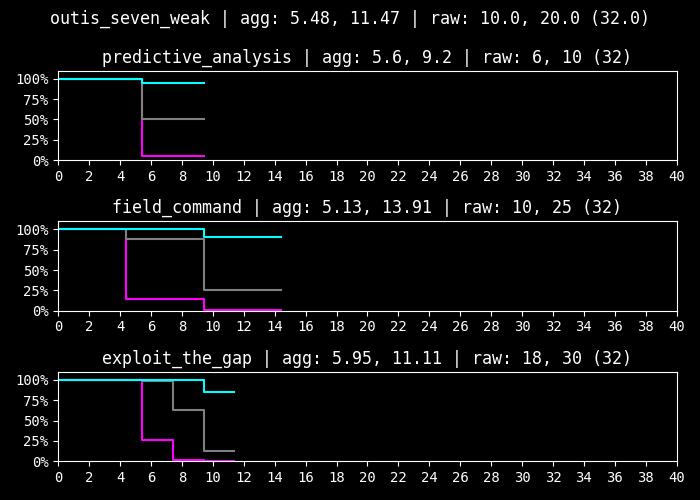 outis_seven_weak | agg: 5.48, 11.47 | raw: 10.0, 20.0 (32.0)
predictive_analysis | agg: 5.6, 9.2 | raw: 6, 10 (32)
100%
75%
50%
25%
0%
0 2 4 6 8 10 12 14 16 18 20 22 24 26 28 30 32 34 36 38 40
field_command | agg: 5.13, 13.91 | raw: 10, 25 (32)
100%
75%
50%
25%
0%
0 2 4 6 8 10 12 14 16 18 20 22 24 26 28 30 32 34 36 38 40
exploit_the_gap | agg: 5.95, 11.11 | raw: 18, 30 (32)
100%
75%
50%
25%
0%
0 2 4 6 8 10 12 14 16 18 20 22 24 26 28 30 32 34 36 38 40